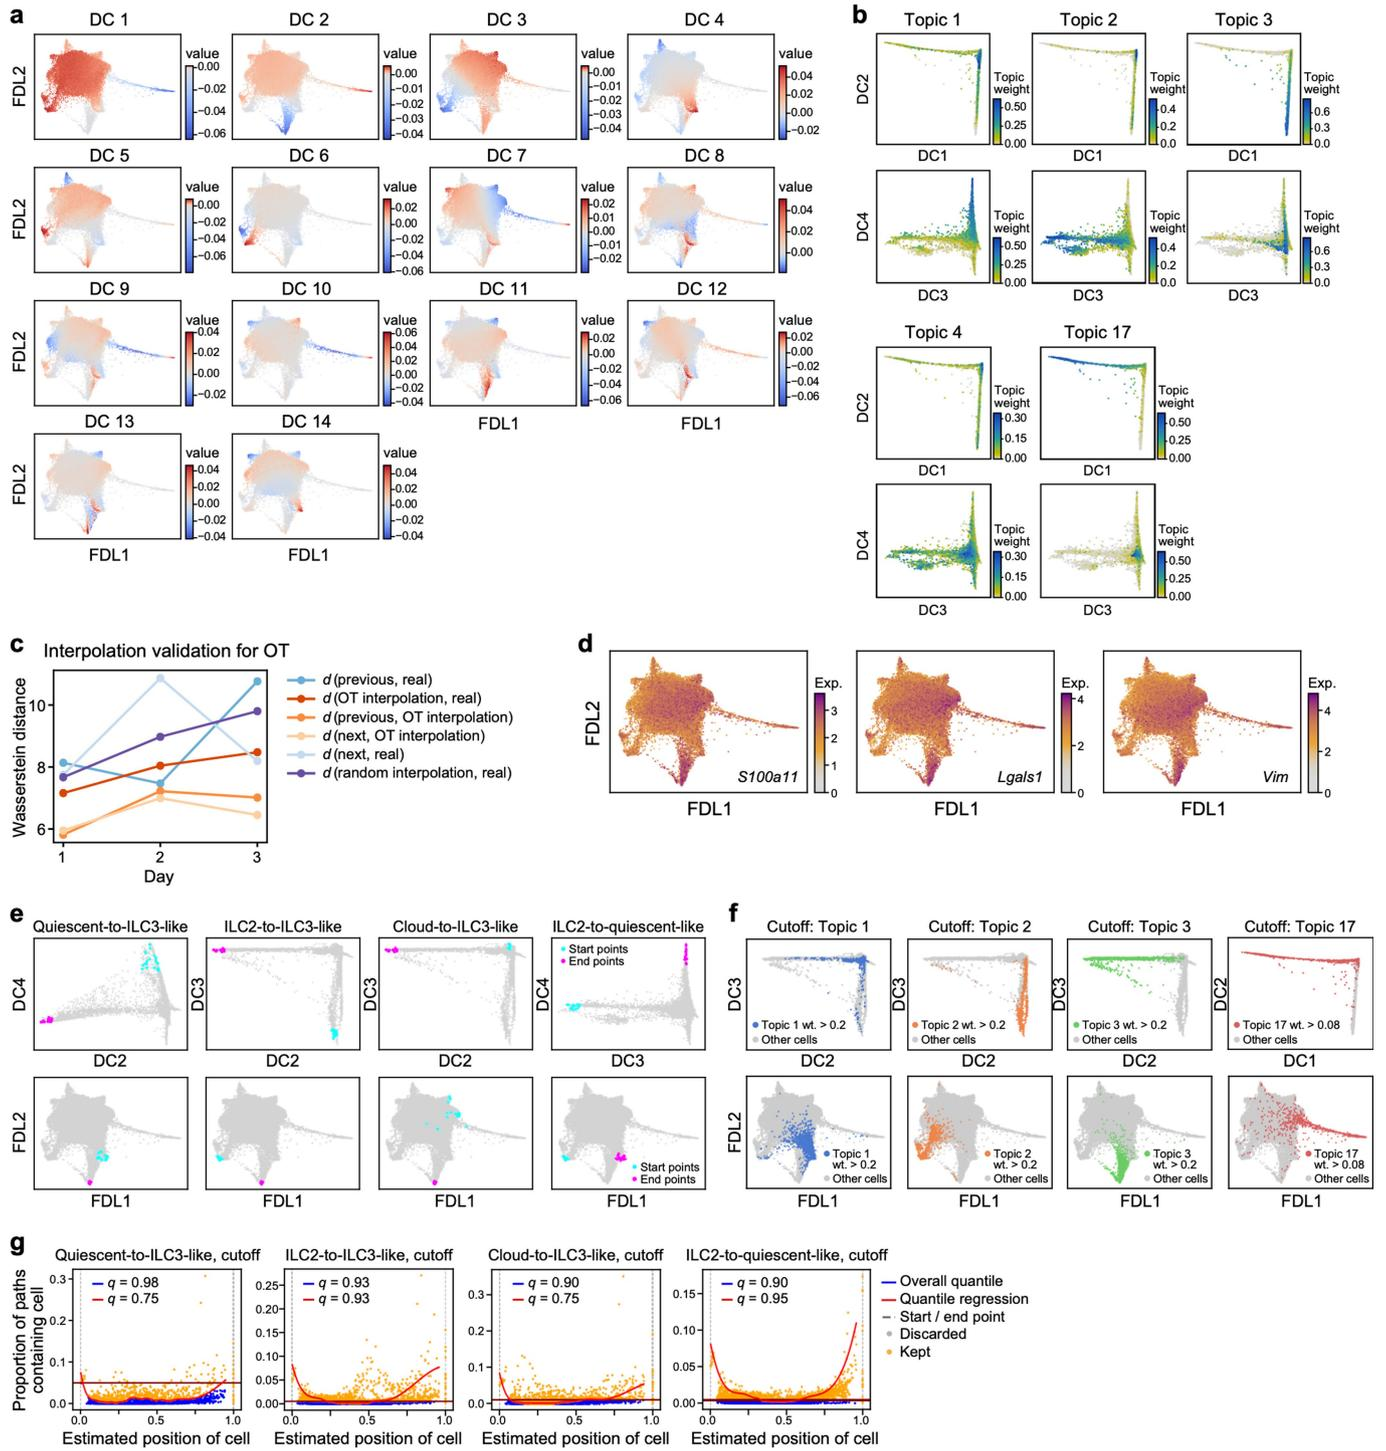 a
DC 1
DC 2
DC 3
DC 4
FDL2
value
0.00
−0.02
−0.04
−0.06
value
0.00
−0.01
−0.02
−0.03
−0.04
value
0.00
−0.01
−0.02
−0.03
−0.04
value
0.04
0.02
0.00
−0.02
DC 5
DC 6
DC 7
DC 8
FDL2
value
0.00
−0.02
−0.04
−0.06
value
0.02
0.00
−0.02
−0.04
−0.06
value
0.02
0.01
0.00
−0.01
−0.02
value
0.04
0.02
0.00
DC 9
DC 10
DC 11
DC 12
FDL2
value
0.04
0.02
0.00
−0.02
value
0.06
0.04
0.02
0.00
−0.02
−0.04
value
0.02
0.00
−0.02
−0.04
−0.06
value
0.02
0.00
−0.02
−0.04
−0.06
FDL1
FDL1
DC 13
DC 14
FDL2
value
0.04
0.02
0.00
−0.02
−0.04
value
0.04
0.02
0.00
−0.02
−0.04
FDL1
FDL1
b
Topic 1
Topic 2
Topic 3
DC2
Topic
weight
0.50
0.25
0.00
Topic
weight
0.4
0.2
0.00
Topic
weight
0.6
0.3
0.0
DC1
DC1
DC1
DC4
Topic
weight
0.50
0.25
0.00
Topic
weight
0.4
0.2
0.00
Topic
weight
0.6
0.3
0.00
DC3
DC3
DC3
Topic 4
Topic 17
DC2
Topic
weight
0.30
0.15
0.00
Topic
weight
0.50
0.25
0.00
DC1
DC1
DC4
Topic
weight
0.30
0.15
0.00
Topic
weight
0.50
0.25
0.00
DC3
DC3
c
Interpolation validation for OT
Wasserstein distance
10
8
6
1
2
3
Day
d (previous, real)
d (OT interpolation, real)
d (previous, OT interpolation)
d (next, OT interpolation)
d (next, real)
d (random interpolation, real)
d
FDL2
Exp.
3
2
1
0
S100a11
FDL1
Exp.
4
2
0
Lgals1
FDL1
Exp.
4
2
0
Vim
FDL1
e
Quiescent-to-ILC3-like
ILC2-to-ILC3-like
Cloud-to-ILC3-like
ILC2-to-quiescent-like
DC4
DC3
DC3
DC4
Start points
End points
DC2
DC2
DC2
DC3
FDL2
Start points
End points
FDL1
FDL1
FDL1
FDL1
f
Cutoff: Topic 1
Cutoff: Topic 2
Cutoff: Topic 3
Cutoff: Topic 17
DC3
Topic 1 wt. > 0.2
Other cells
DC3
Topic 2 wt. > 0.2
Other cells
DC3
Topic 3 wt. > 0.2
Other cells
DC2
Topic 17 wt. > 0.08
Other cells
DC2
DC2
DC2
DC1
FDL2
Topic 1
wt. > 0.2
Other cells
Topic 2
wt. > 0.2
Other cells
Topic 3
wt. > 0.2
Other cells
Topic 17
wt. > 0.08
Other cells
FDL1
FDL1
FDL1
FDL1
g
Quiescent-to-ILC3-like, cutoff
ILC2-to-ILC3-like, cutoff
Cloud-to-ILC3-like, cutoff
ILC2-to-quiescent-like, cutoff
Proportion of paths
containing cell
0.3
0.2
0.1
0.0
q = 0.98
q = 0.75
0.0
0.5
1.0
0.25
0.20
0.15
0.10
0.05
0.00
q = 0.93
q = 0.93
0.0
0.5
1.0
0.3
0.2
0.1
0.0
q = 0.90
q = 0.75
0.0
0.5
1.0
0.15
0.10
0.05
0.00
q = 0.90
q = 0.95
0.0
0.5
1.0
Overall quantile
Quantile regression
Start / end point
Discarded
Kept
Estimated position of cell
Estimated position of cell
Estimated position of cell
Estimated position of cell